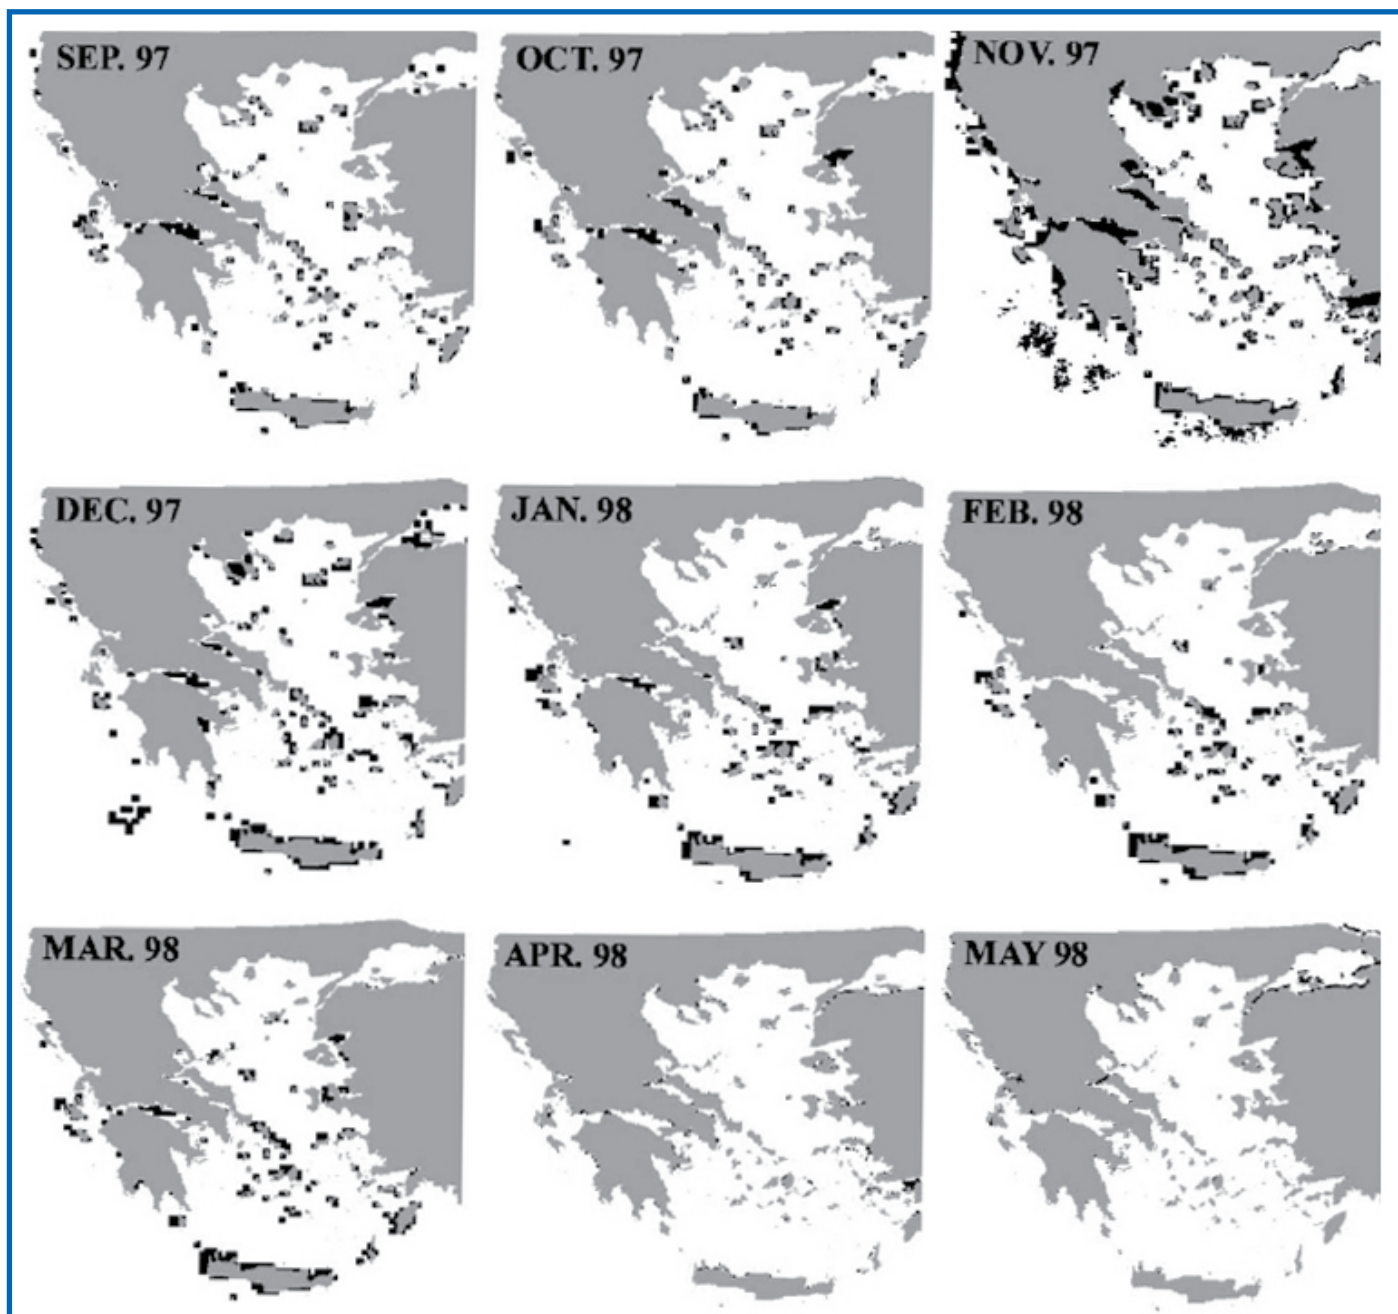 SEP. 97
OCT. 97
NOV. 97
DEC. 97
JAN. 98
FEB. 98
MAR. 98
APR. 98
MAY 98